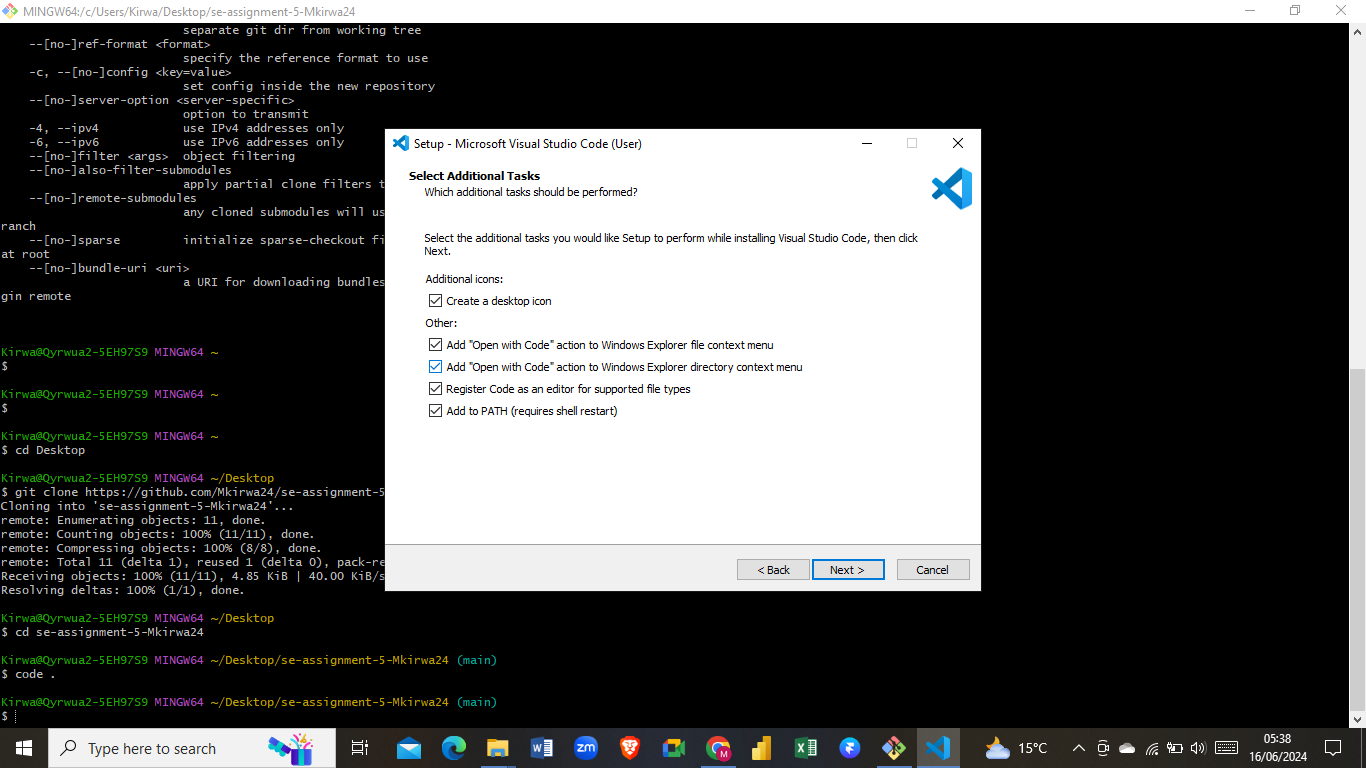 MINGW64:/c/Users/Kirwa/Desktop/se-assignment-5-Mkirwa24
separate git dir from working tree
--[no-]ref-format <format>
specify the reference format to use
-c, --[no-]config <key=value>
set config inside the new repository
--[no-]server-option <server-specific>
option to transmit
-4, --ipv4 use IPv4 addresses only
-6, --ipv6 use IPv6 addresses only
--[no-]filter <args> object filtering
--[no-]also-filter-submodules
apply partial clone filters t
--[no-]remote-submodules
any cloned submodules will us
ranch
--[no-]sparse initialize sparse-checkout fi
at root
--[no-]bundle-uri <uri>
a URI for downloading bundles
gin remote
Kirwa@Qyrwua2-5EH97S9 MINGW64 ~
$
Kirwa@Qyrwua2-5EH97S9 MINGW64 ~
$
Kirwa@Qyrwua2-5EH97S9 MINGW64 ~
$ cd Desktop
Kirwa@Qyrwua2-5EH97S9 MINGW64 ~/Desktop
$ git clone https://github.com/Mkirwa24/se-assignment-5
Cloning into 'se-assignment-5-Mkirwa24'...
remote: Enumerating objects: 11, done.
remote: Counting objects: 100% (11/11), done.
remote: Compressing objects: 100% (8/8), done.
remote: Total 11 (delta 1), reused 1 (delta 0), pack-re
Receiving objects: 100% (11/11), 4.85 KiB | 40.00 KiB/s
Resolving deltas: 100% (1/1), done.
Kirwa@Qyrwua2-5EH97S9 MINGW64 ~/Desktop
$ cd se-assignment-5-Mkirwa24
Kirwa@Qyrwua2-5EH97S9 MINGW64 ~/Desktop/se-assignment-5-Mkirwa24 (main)
$ code .
Kirwa@Qyrwua2-5EH97S9 MINGW64 ~/Desktop/se-assignment-5-Mkirwa24 (main)
$
Setup - Microsoft Visual Studio Code (User)
Select Additional Tasks
Which additional tasks should be performed?
Select the additional tasks you would like Setup to perform while installing Visual Studio Code, then click
Next.
Additional icons:
Create a desktop icon
Other:
Add "Open with Code" action to Windows Explorer file context menu
Add "Open with Code" action to Windows Explorer directory context menu
Register Code as an editor for supported file types
Add to PATH (requires shell restart)
< Back Next > Cancel
Type here to search
zm
M
15°C
05:38
16/06/2024